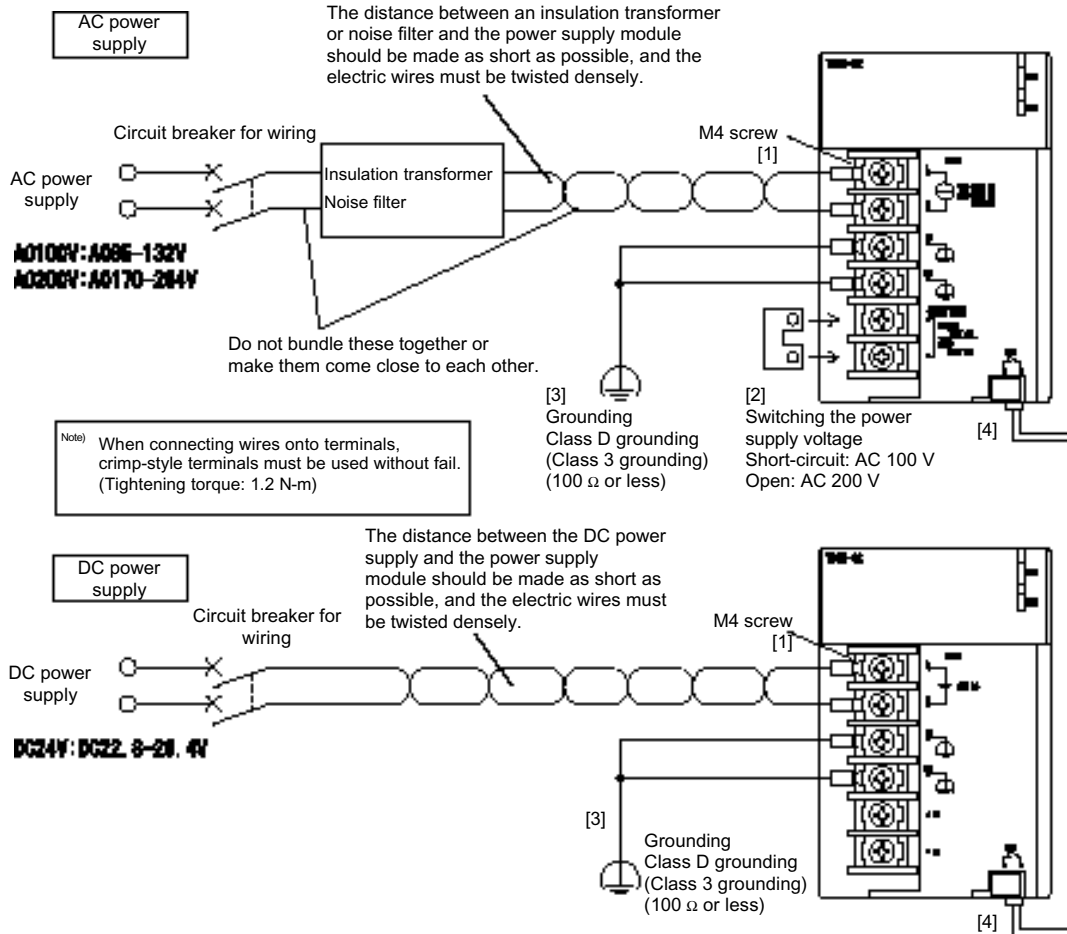 AC power
supply
The distance between an insulation transformer
or noise filter and the power supply module
should be made as short as possible, and the
electric wires must be twisted densely.
Circuit breaker for wiring
M4 screw
[1]
AC power
supply
Insulation transformer
Noise filter
Do not bundle these together or
make them come close to each other.
[3]
Grounding
Class D grounding
(Class 3 grounding)
(100 Ω or less)
[2]
Switching the power
supply voltage
Short-circuit: AC 100 V
Open: AC 200 V
[4]
Note) When connecting wires onto terminals,
crimp-style terminals must be used without fail.
(Tightening torque: 1.2 N-m)
DC power
supply
The distance between the DC power
supply and the power supply
module should be made as short as
possible, and the electric wires must
be twisted densely.
Circuit breaker for
wiring
M4 screw
[1]
DC power
supply
[3]
Grounding
Class D grounding
(Class 3 grounding)
(100 Ω or less)
[4]